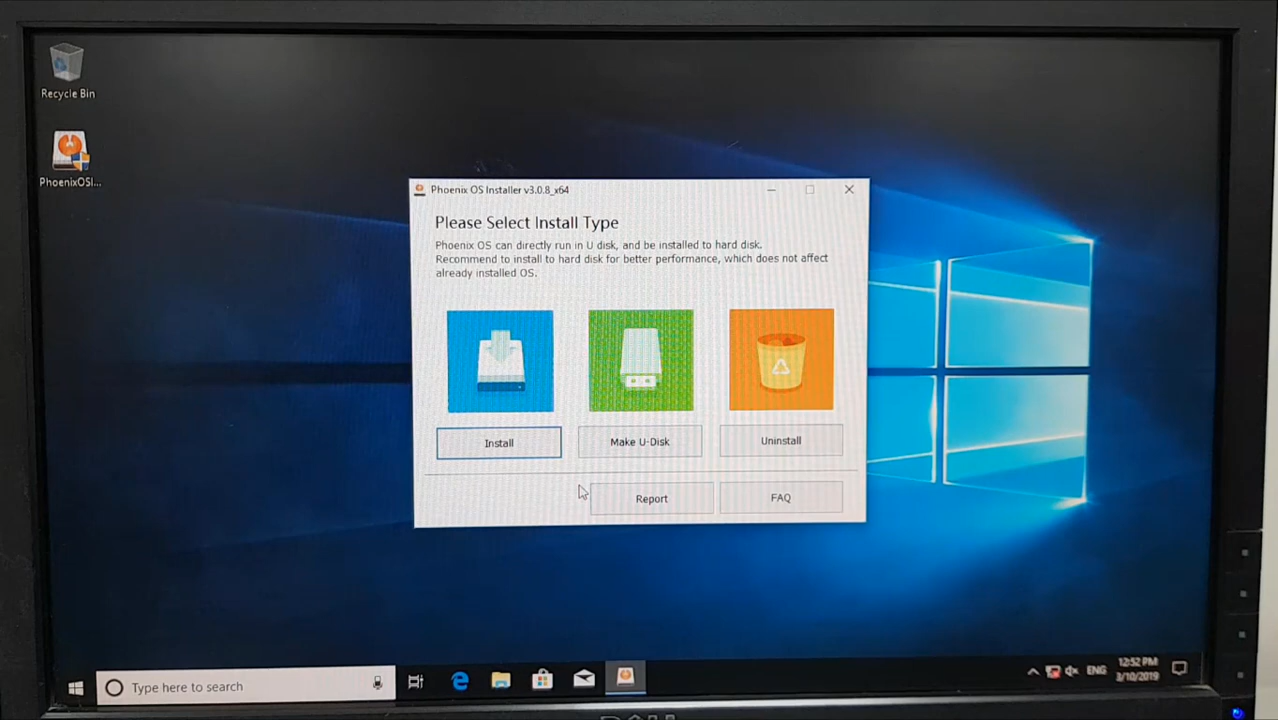 Recycle Bin
PhoenixOSI...
Phoenix OS Installer v3.0.8_x64
Please Select Install Type
Phoenix OS can directly run in U disk, and be installed to hard disk.
Recommend to install to hard disk for better performance, which does not affect
already installed OS.
Install
Make U-Disk
Uninstall
Report
FAQ
Type here to search
ENG
12:52 PM
3/10/2019